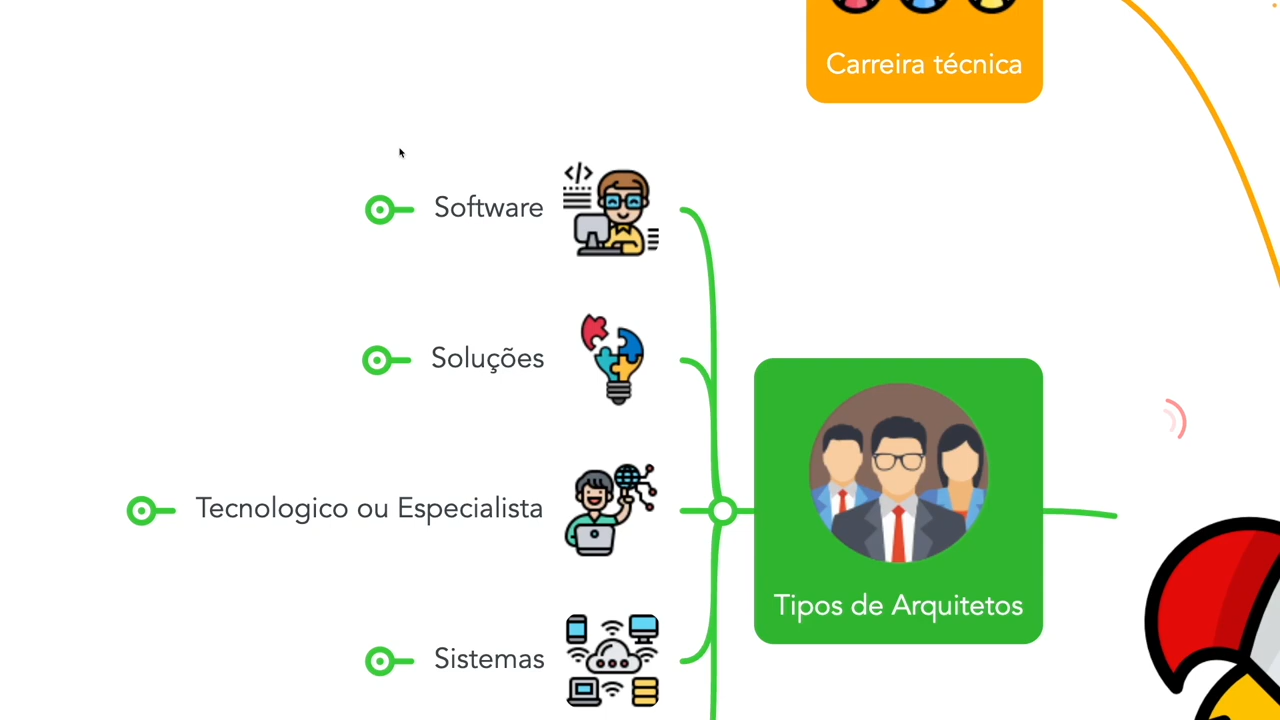 Carreira técnica
Software
Soluções
Tecnologico ou Especialista
Tipos de Arquitetos
Sistemas